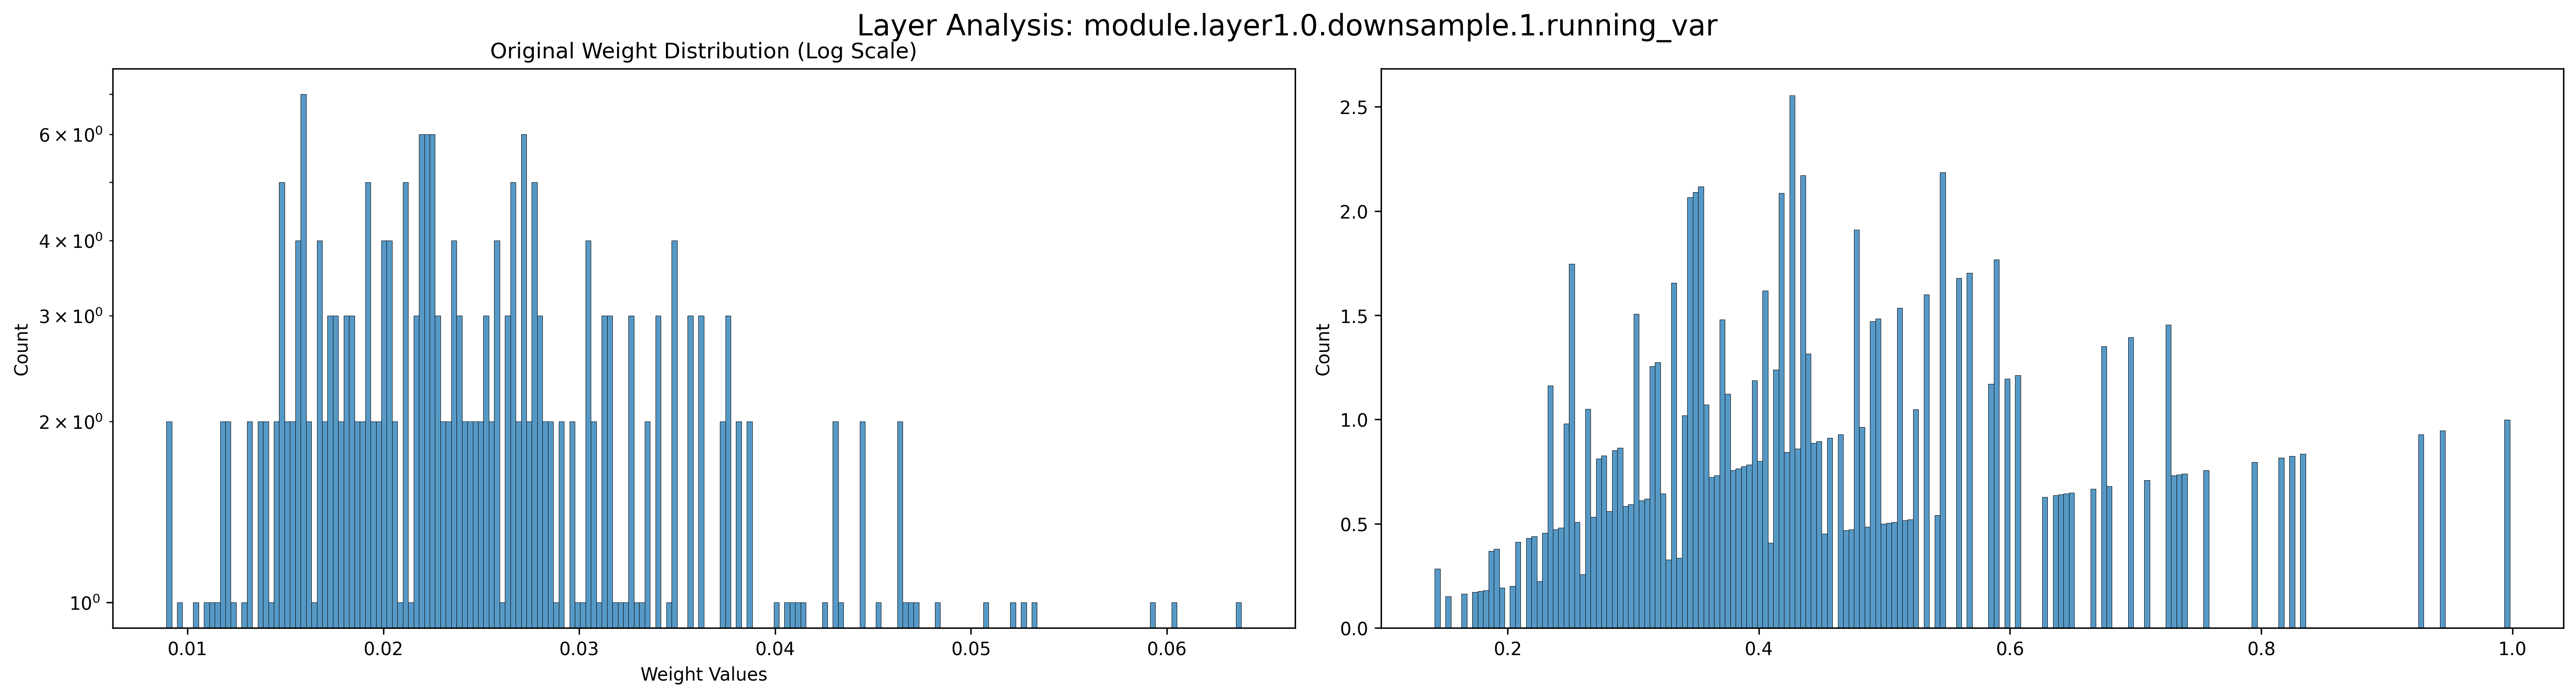 Layer Analysis: module.layer1.0.downsample.1.running_var
Original Weight Distribution (Log Scale)
Count
6 × 10⁰
4 × 10⁰
3 × 10⁰
2 × 10⁰
10⁰
0.01 0.02 0.03 0.04 0.05 0.06
Weight Values
Count
2.5
2.0
1.5
1.0
0.5
0.0
0.2 0.4 0.6 0.8 1.0